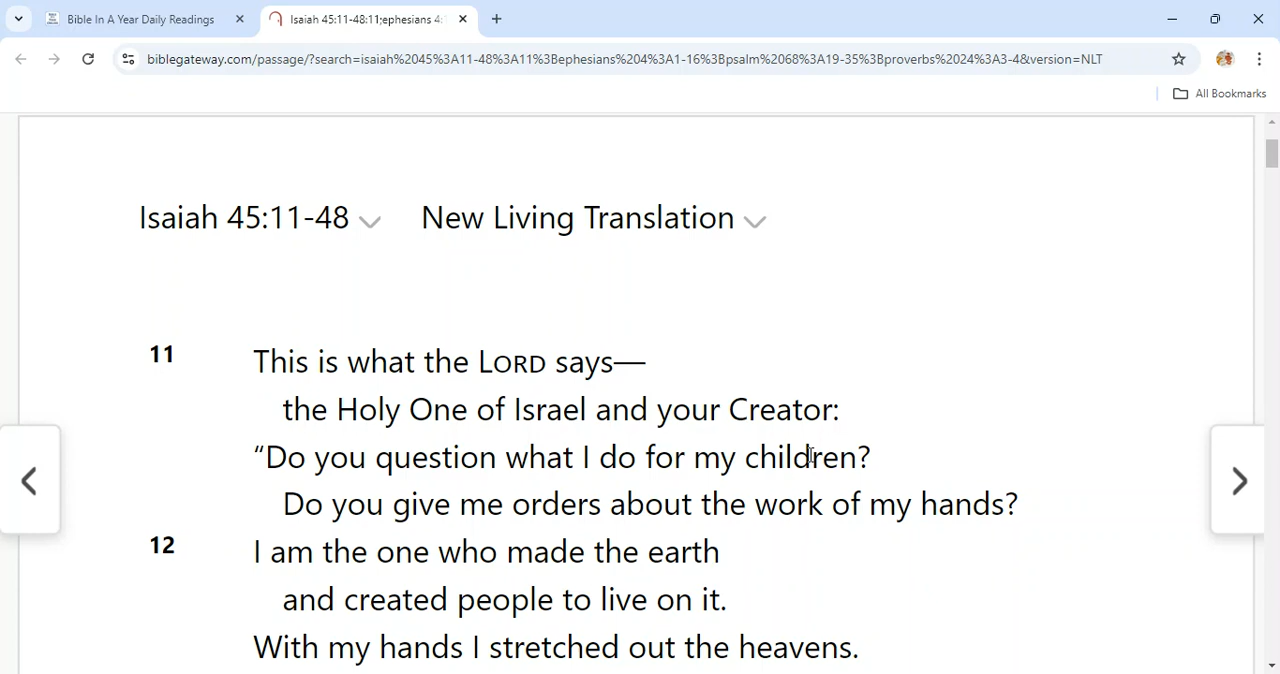 Bible In A Year Daily Readings
Isaiah 45:11-48:11;ephesians 4:
biblegateway.com/passage/?search=isaiah%2045%3A11-48%3A11%3Bephesians%204%3A1-16%3Bpsalm%2068%3A19-35%3Bproverbs%2024%3A3-4&version=NLT
All Bookmarks
Isaiah 45:11-48 New Living Translation
11 This is what the LORD says—
the Holy One of Israel and your Creator:
“Do you question what I do for my children?
Do you give me orders about the work of my hands?
12 I am the one who made the earth
and created people to live on it.
With my hands I stretched out the heavens.